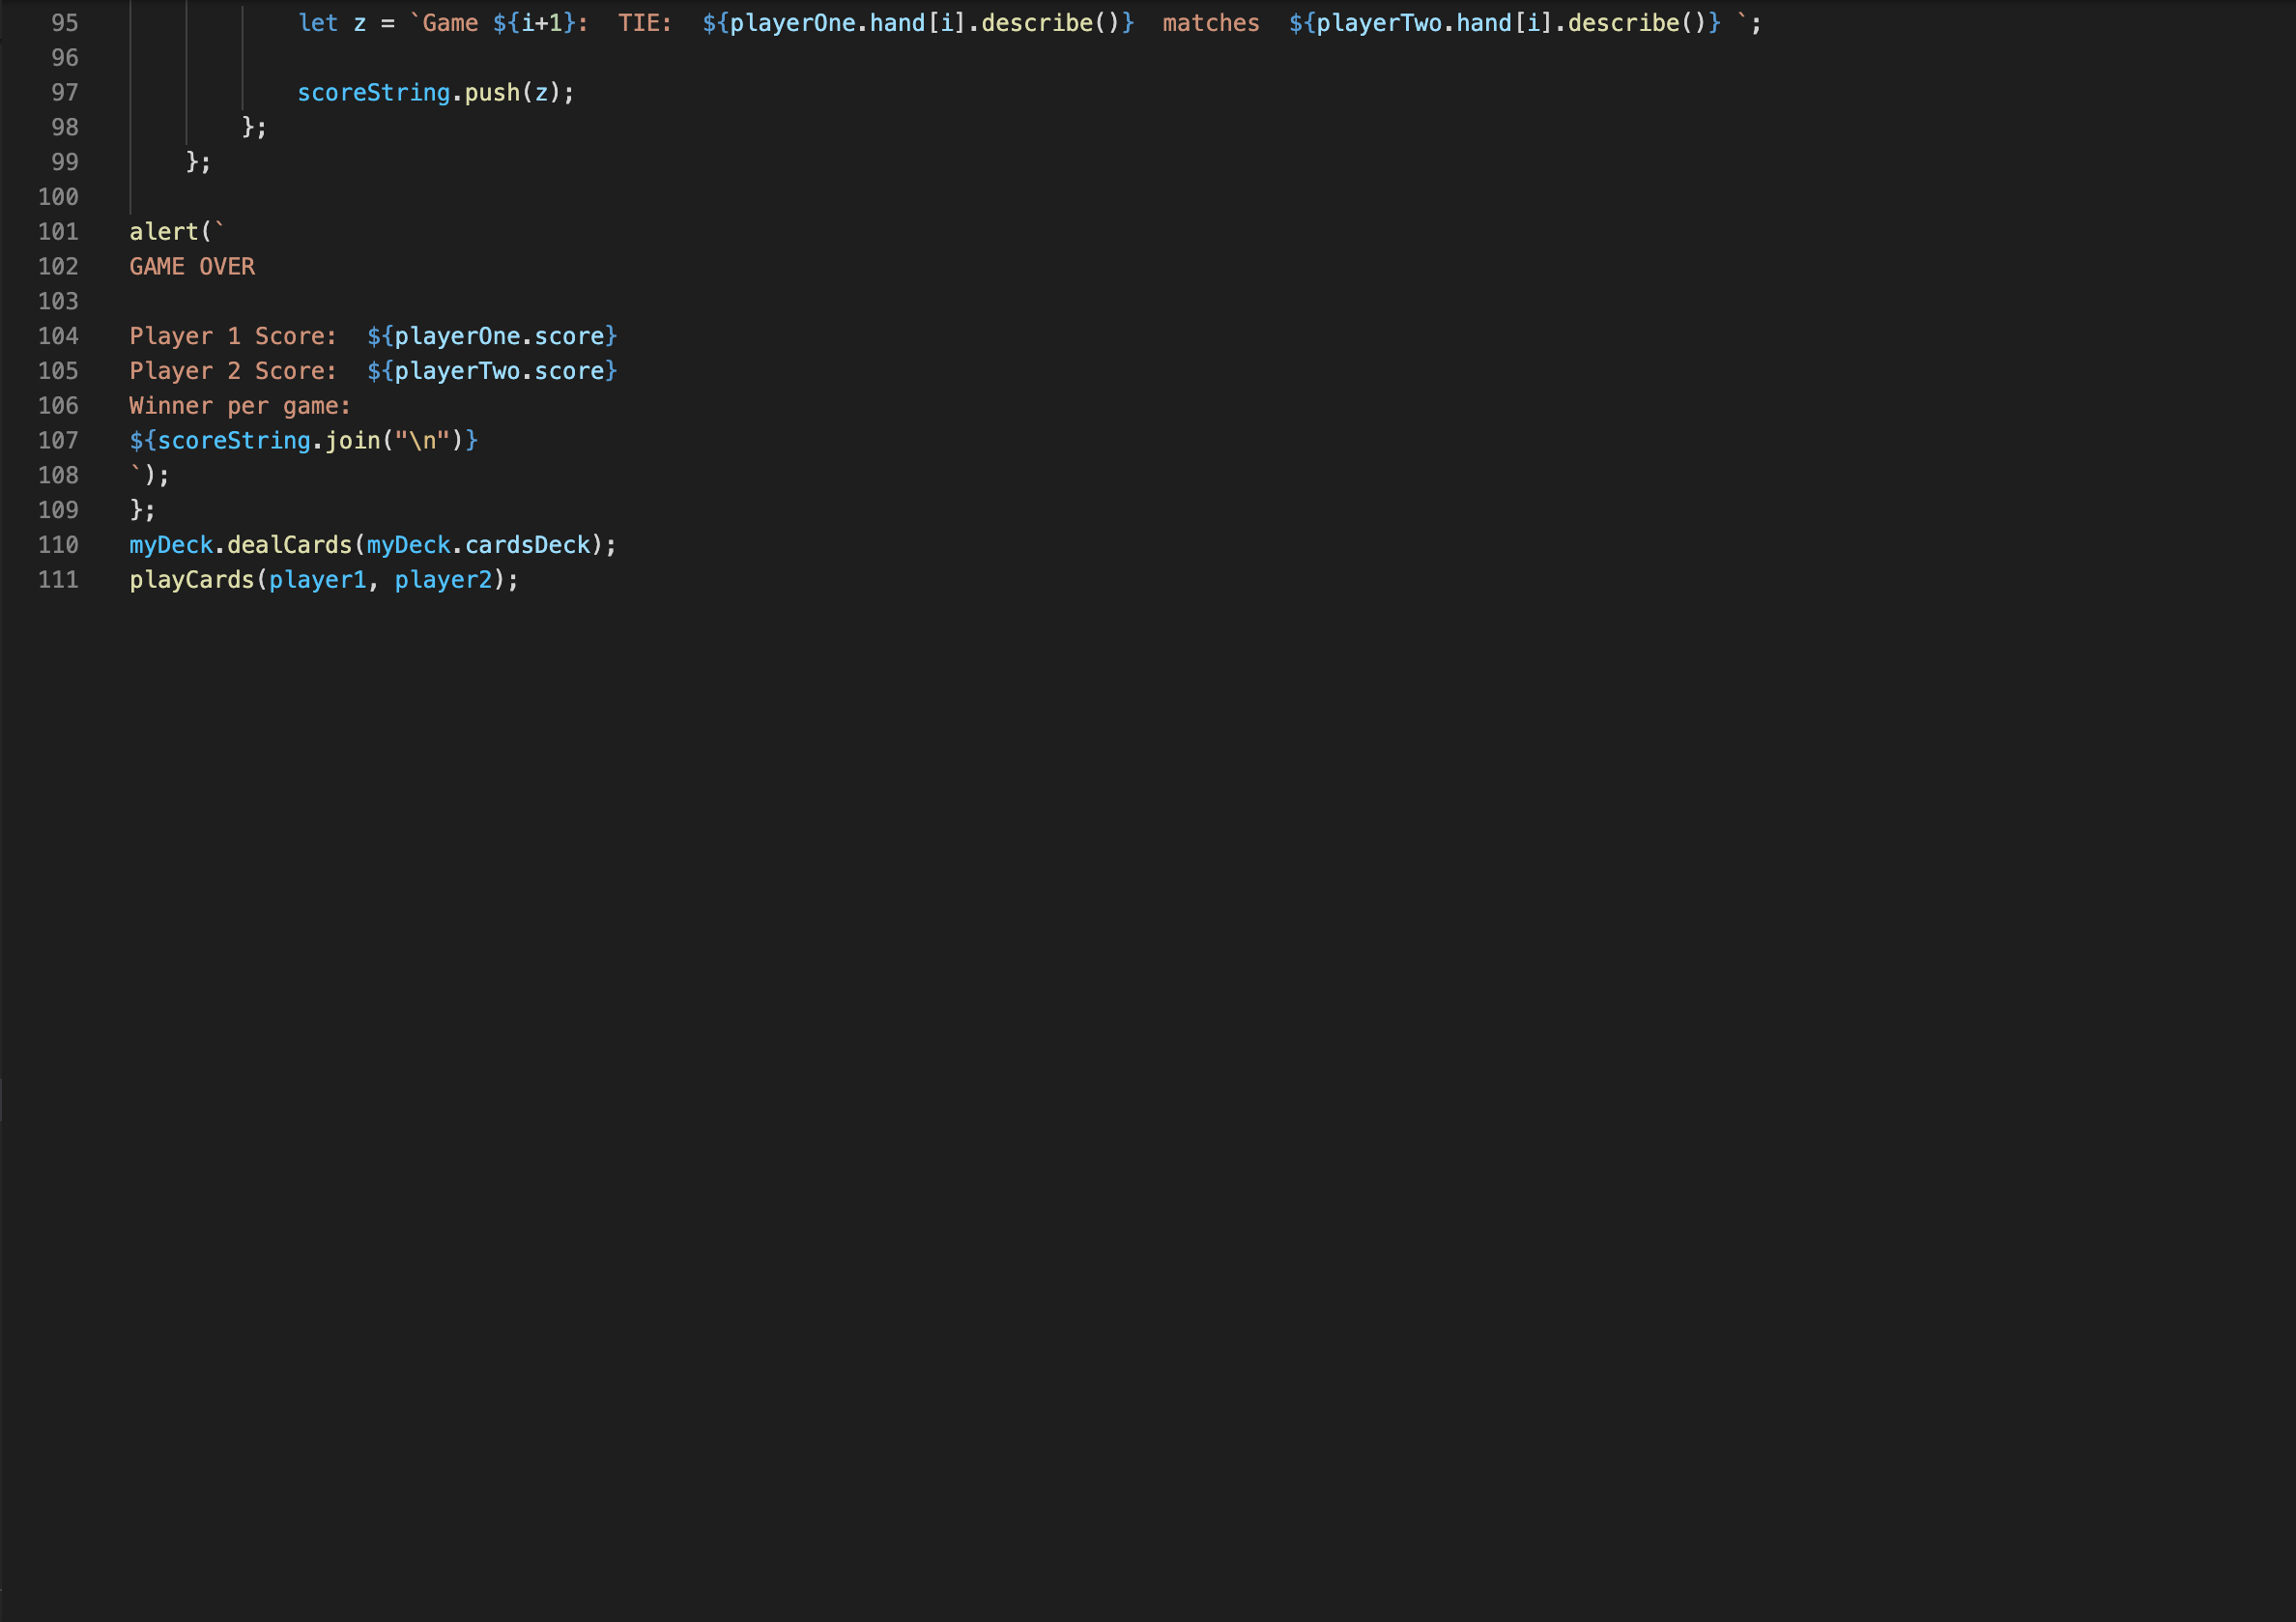 95 let z = `Game ${i+1}:  TIE:  ${playerOne.hand[i].describe()}  matches  ${playerTwo.hand[i].describe()} `;
96
97 scoreString.push(z);
98 };
99 };
100
101 alert(`
102 GAME OVER
103
104 Player 1 Score:  ${playerOne.score}
105 Player 2 Score:  ${playerTwo.score}
106 Winner per game:
107 ${scoreString.join("\n")}
108 `);
109 };
110 myDeck.dealCards(myDeck.cardsDeck);
111 playCards(player1, player2);